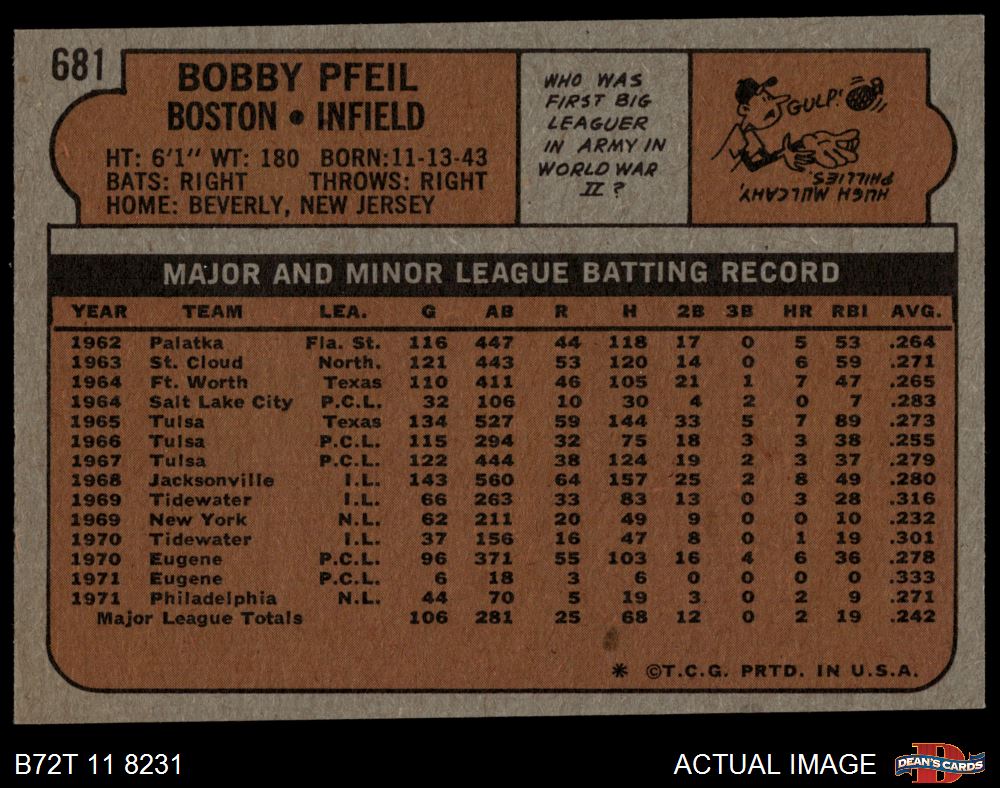 681
BOBBY PFEIL
BOSTON • INFIELD
HT: 6'1" WT: 180 BORN:11-13-43
BATS: RIGHT THROWS: RIGHT
HOME: BEVERLY, NEW JERSEY
WHO WAS
FIRST BIG
LEAGUER
IN ARMY IN
WORLD WAR
II ?
GULP!
HUGH MULCAHY,
PHILLIES'
MAJOR AND MINOR LEAGUE BATTING RECORD
YEAR TEAM LEA. G AB R H 2B 3B HR RBI AVG.
1962 Palatka Fla. St. 116 447 44 118 17 0 5 53 .264
1963 St. Cloud North. 121 443 53 120 14 0 6 59 .271
1964 Ft. Worth Texas 110 411 46 105 21 1 7 47 .265
1964 Salt Lake City P.C.L. 32 106 10 30 4 2 0 7 .283
1965 Tulsa Texas 134 527 59 144 33 5 7 89 .273
1966 Tulsa P.C.L. 115 294 32 75 18 3 3 38 .255
1967 Tulsa P.C.L. 122 444 38 124 19 2 3 37 .279
1968 Jacksonville I.L. 143 560 64 157 25 2 8 49 .280
1969 Tidewater I.L. 66 263 33 83 13 0 3 28 .316
1969 New York N.L. 62 211 20 49 9 0 0 10 .232
1970 Tidewater I.L. 37 156 16 47 8 0 1 19 .301
1970 Eugene P.C.L. 96 371 55 103 16 4 6 36 .278
1971 Eugene P.C.L. 6 18 3 6 0 0 0 0 .333
1971 Philadelphia N.L. 44 70 5 19 3 0 2 9 .271
Major League Totals 106 281 25 68 12 0 2 19 .242
* ©T.C.G. PRTD. IN U.S.A.
B72T 11 8231
ACTUAL IMAGE
DEAN'S CARDS